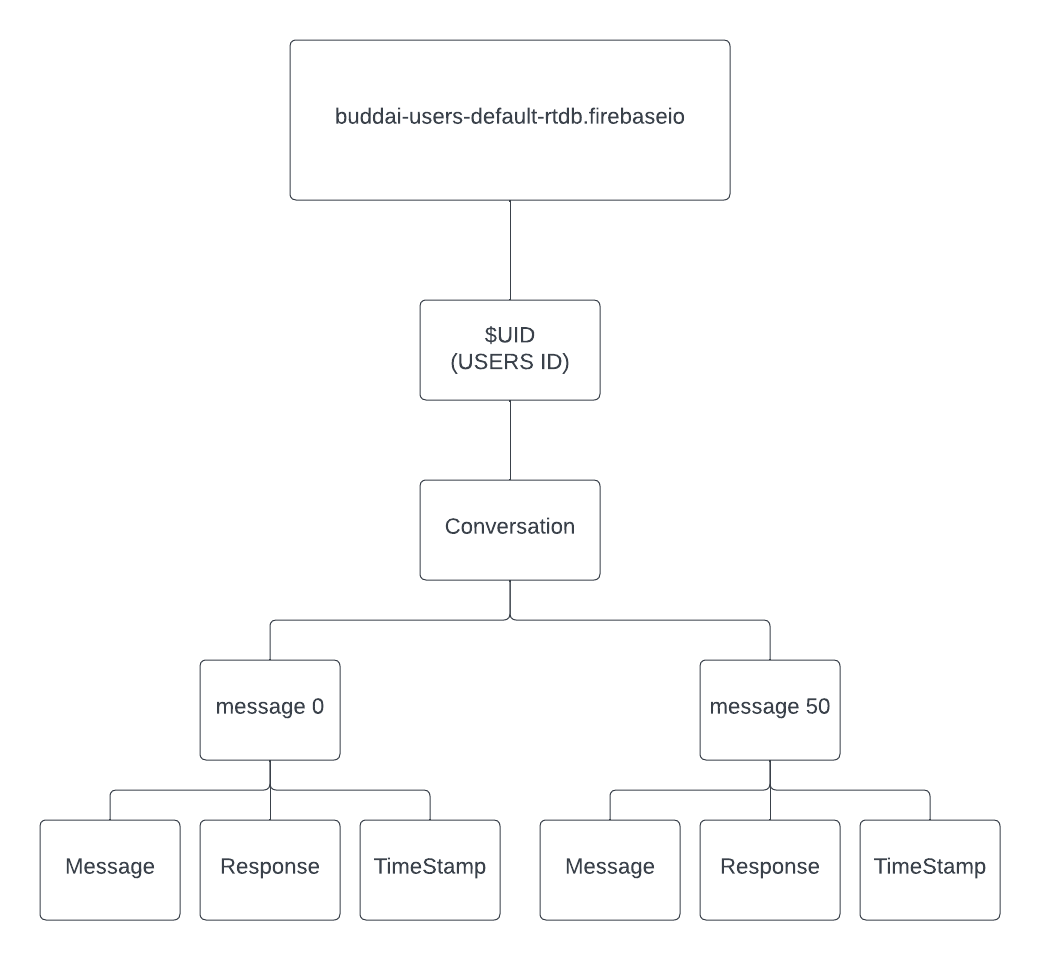 buddai-users-default-rtdb.firebaseio
$UID
(USERS ID)
Conversation
message 0
message 50
Message
Response
TimeStamp
Message
Response
TimeStamp